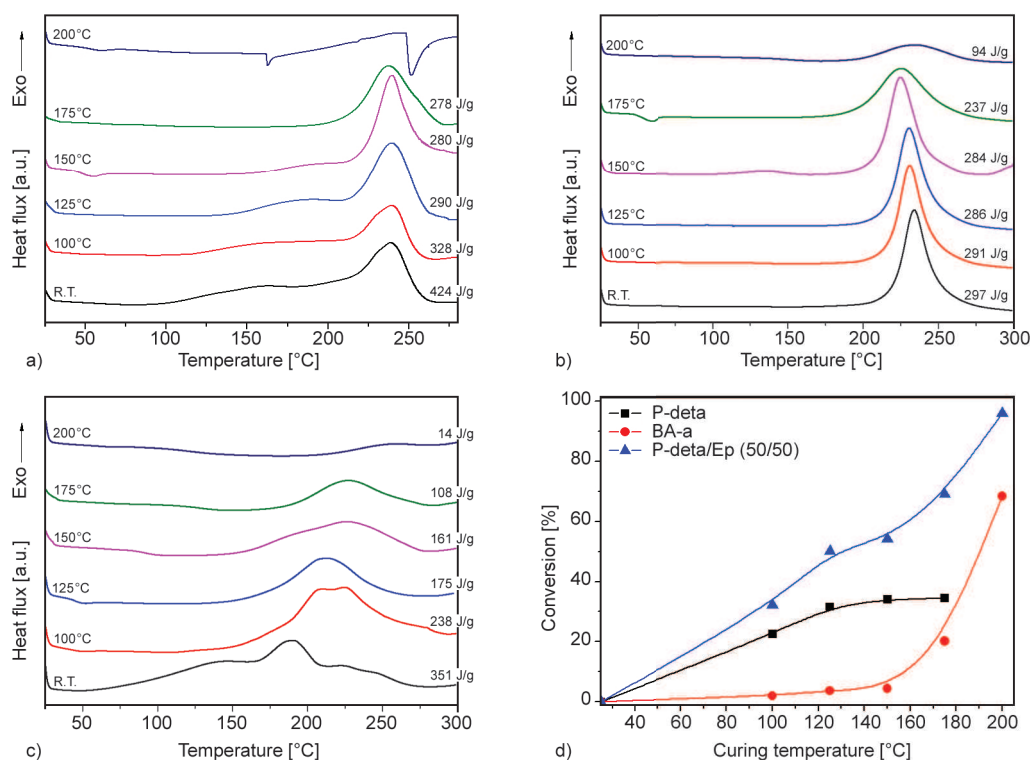 Exo
Heat flux [a.u.]
200°C
175°C
278 J/g
280 J/g
150°C
125°C
290 J/g
100°C
328 J/g
R.T.
424 J/g
50 100 150 200 250
Temperature [°C]
a)
Exo
Heat flux [a.u.]
200°C
94 J/g
175°C
237 J/g
150°C
284 J/g
125°C
286 J/g
100°C
291 J/g
R.T.
297 J/g
50 100 150 200 250 300
Temperature [°C]
b)
Exo
Heat flux [a.u.]
200°C
14 J/g
175°C
108 J/g
150°C
161 J/g
125°C
175 J/g
100°C
238 J/g
R.T.
351 J/g
50 100 150 200 250 300
Temperature [°C]
c)
P-deta
BA-a
P-deta/Ep (50/50)
Conversion [%]
100
80
60
40
20
0
40 60 80 100 120 140 160 180 200
Curing temperature [°C]
d)